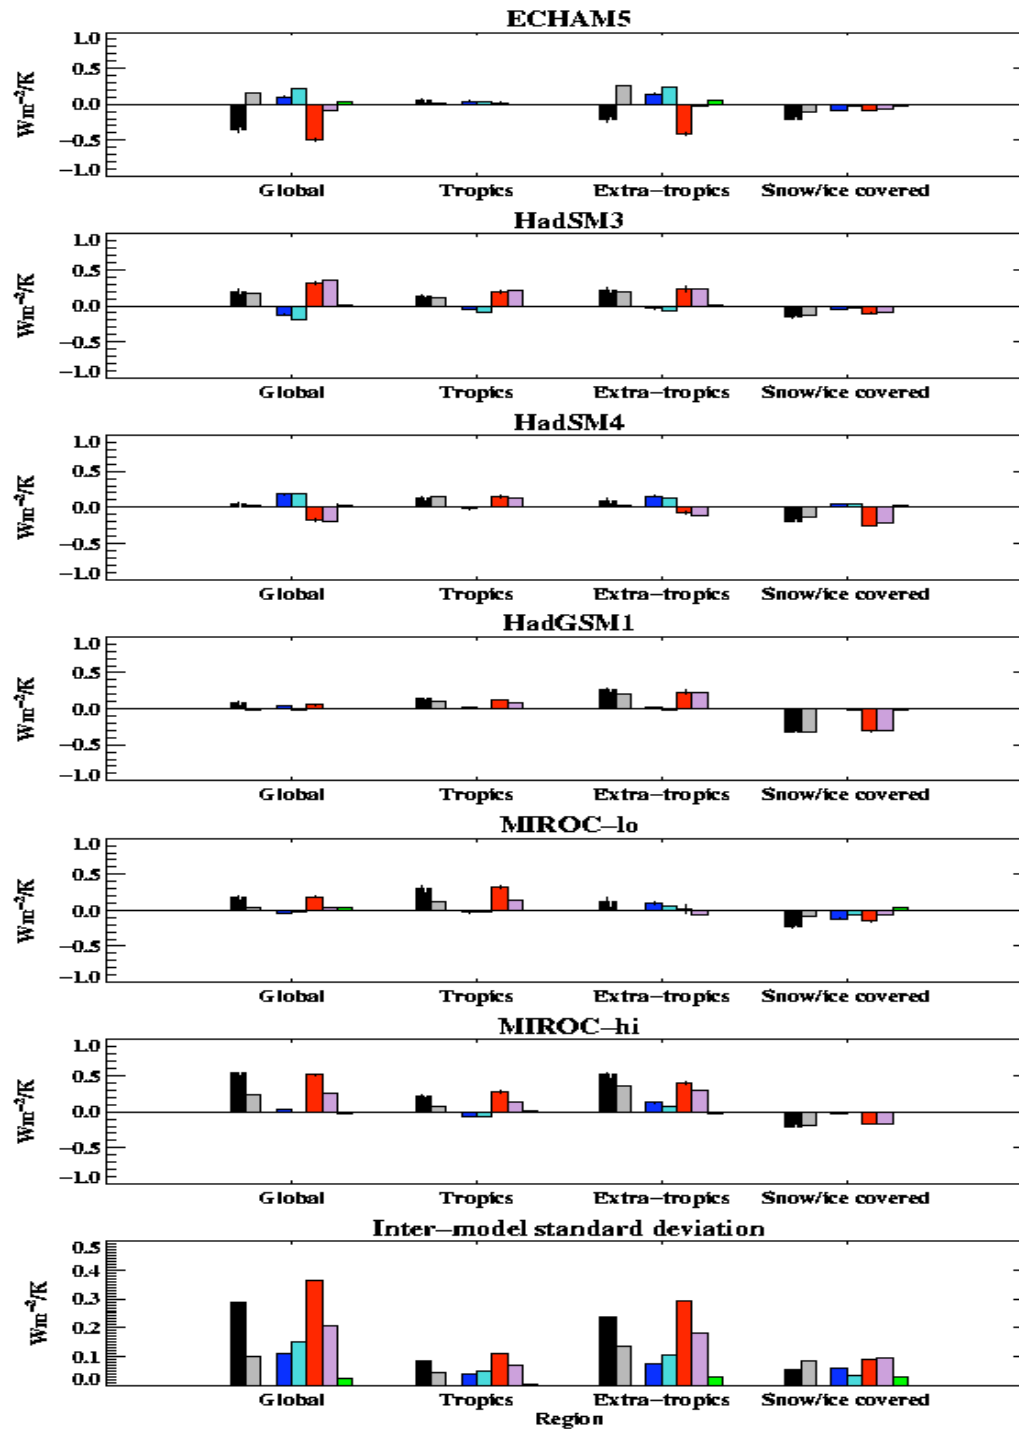 ECHAM5
1.0
0.5
0.0
−0.5
−1.0
Wm⁻²/K
Global Tropics Extra−tropics Snow/ice covered
HadSM3
1.0
0.5
0.0
−0.5
−1.0
Wm⁻²/K
Global Tropics Extra−tropics Snow/ice covered
HadSM4
1.0
0.5
0.0
−0.5
−1.0
Wm⁻²/K
Global Tropics Extra−tropics Snow/ice covered
HadGSM1
1.0
0.5
0.0
−0.5
−1.0
Wm⁻²/K
Global Tropics Extra−tropics Snow/ice covered
MIROC−lo
1.0
0.5
0.0
−0.5
−1.0
Wm⁻²/K
Global Tropics Extra−tropics Snow/ice covered
MIROC−hi
1.0
0.5
0.0
−0.5
−1.0
Wm⁻²/K
Global Tropics Extra−tropics Snow/ice covered
Inter−model standard deviation
0.5
0.4
0.3
0.2
0.1
0.0
Wm⁻²/K
Global Tropics Extra−tropics Snow/ice covered
Region